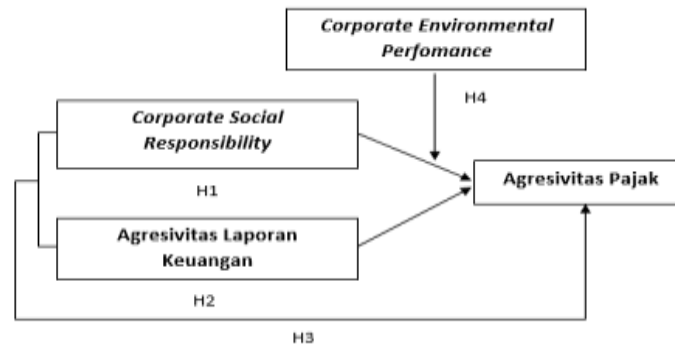 Corporate Environmental
Perfomance
H4
Corporate Social
Responsibility
H1
Agresivitas Pajak
Agresivitas Laporan
Keuangan
H2
H3